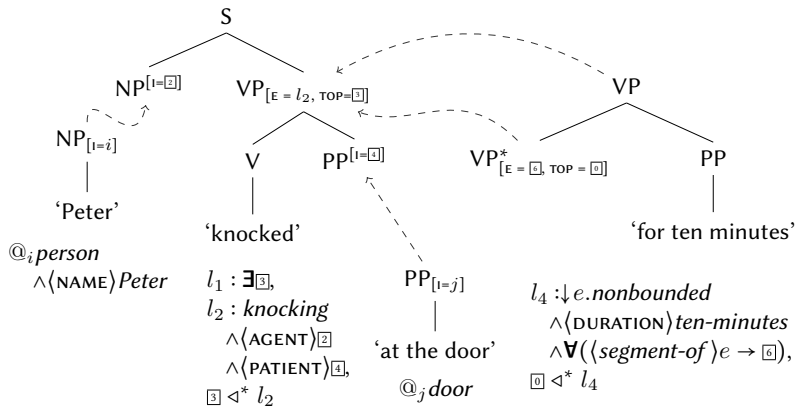 S
NP[I=2] VP[E = l2, TOP=3] VP
NP[I=i] V PP[I=4] VP*[E = 6, TOP = 0] PP
‘Peter’ ‘knocked’ ‘for ten minutes’
@i person
∧⟨NAME⟩Peter
l1 : ∃3,
l2 : knocking
∧⟨AGENT⟩2
∧⟨PATIENT⟩4,
3 ◁* l2
PP[I=j]
‘at the door’
@j door
l4 :↓ e.nonbounded
∧⟨DURATION⟩ten-minutes
∧∀(⟨segment-of⟩e → 6),
0 ◁* l4